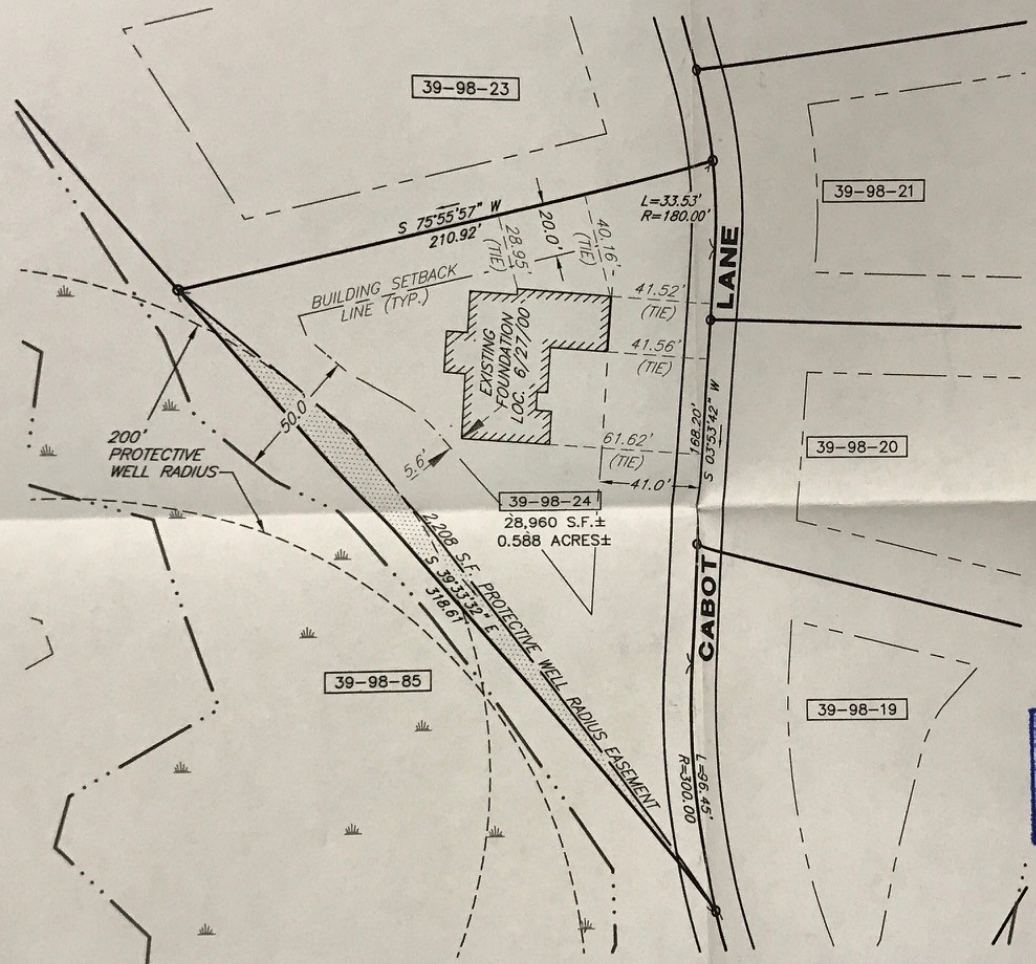 39-98-23
39-98-21
S 75°55'57" W
210.92'
L=33.53'
R=180.00'
20.0'
28.95'
(TIE)
40.16'
(TIE)
LANE
BUILDING SETBACK
LINE (TYP.)
41.52'
(TIE)
41.56'
(TIE)
EXISTING
FOUNDATION
LOC. 6/27/00
50.0
200'
PROTECTIVE
WELL RADIUS
5.6'
61.62'
(TIE)
41.0'
168.20'
S 03°53'42" W
39-98-20
39-98-24
28,960 S.F.±
0.588 ACRES±
2,208 S.F. PROTECTIVE WELL RADIUS EASEMENT
S 39°33'32" E
318.61'
CABOT
39-98-85
39-98-19
L=96.45'
R=300.00